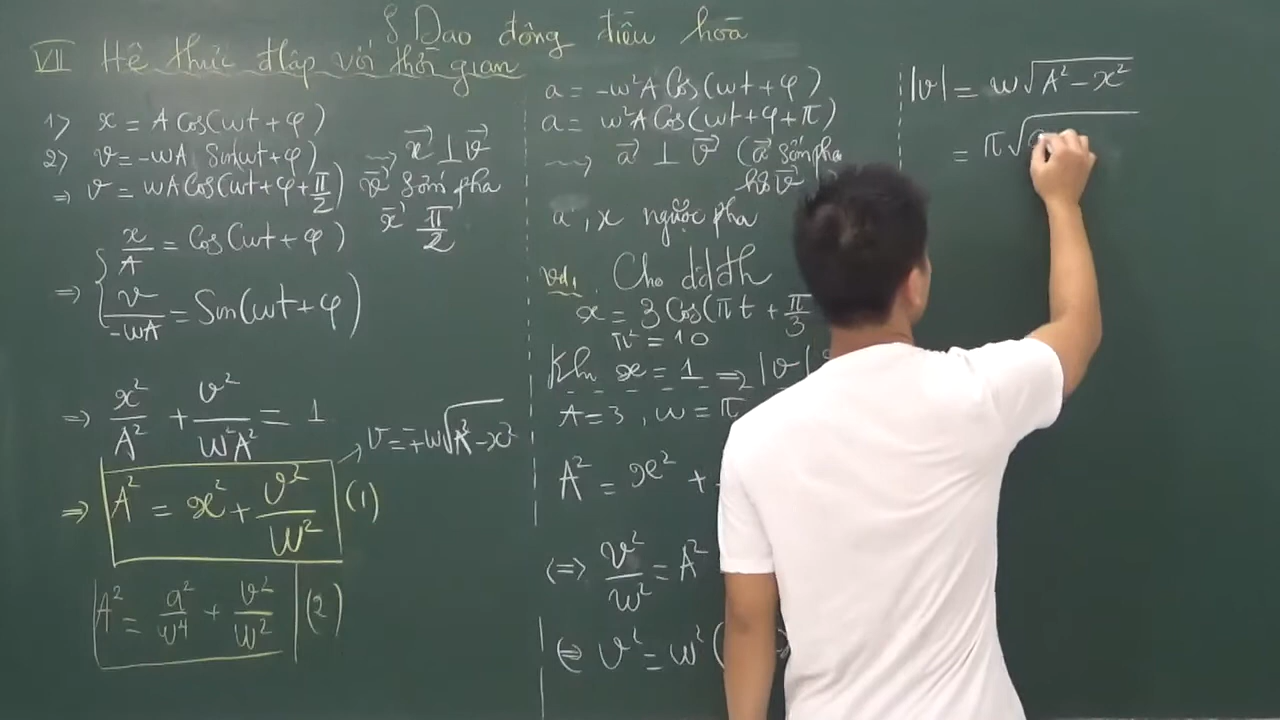 § Dao động điều hòa
VII Hệ thức đlập với thời gian
1> x = A Cos(ωt + φ)
2> v = -ωA Sin(ωt + φ)
=> v = ωA Cos(ωt + φ + π/2)
x⃗ ⊥ v⃗
v⃗ sớm pha
x⃗ π/2
=> { x/A = Cos(ωt + φ)
v/-ωA = Sin(ωt + φ)
=> x²/A² + v²/ω²A² = 1
=> A² = x² + v²/ω² (1)
v = ∓ω√A² - x²
A² = a²/ω⁴ + v²/ω² (2)
a = -ω²A Cos(ωt + φ)
a = ω²A Cos(ωt + φ + π)
a⃗ ⊥ v⃗ (a⃗ sớm pha
hơn v⃗
a, x ngược pha
Vd1. Cho dđđh
x = 3 Cos(πt + π/3
π² = 10
Khi x = 1 => |v|
A = 3, ω = π
A² = x² +
<=> v²/ω² = A²
<=> v² = ω² (
|v| = ω√A² - x²
= π√